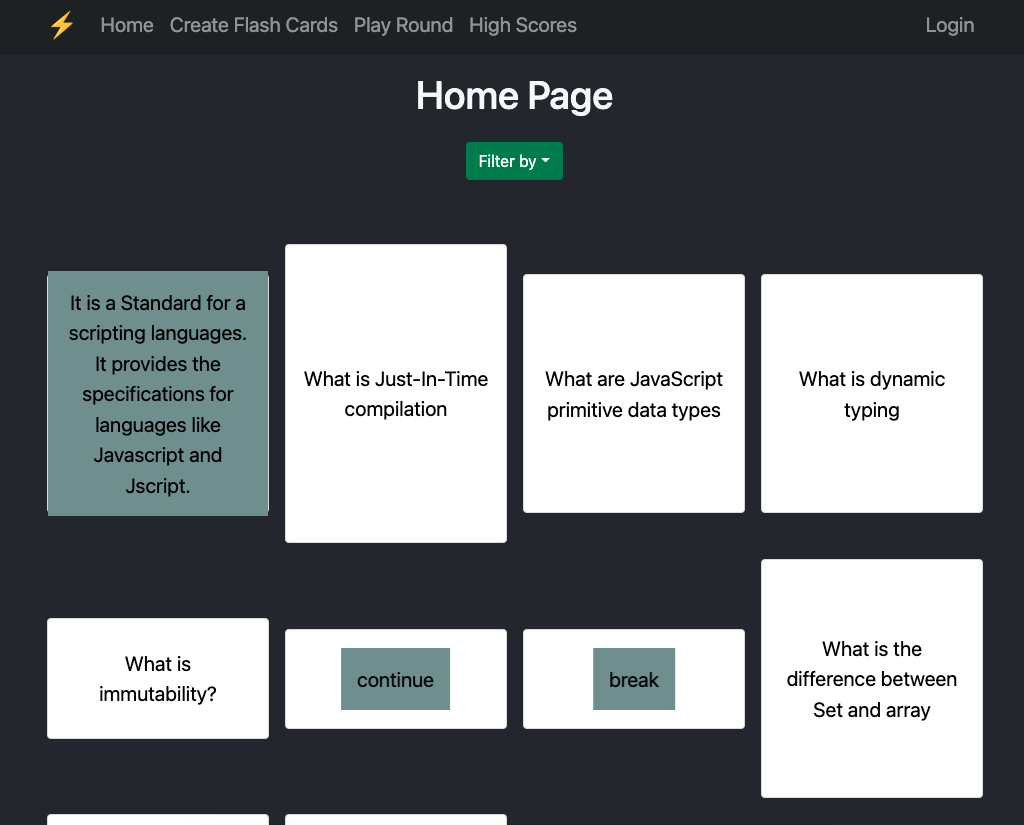 Home Create Flash Cards Play Round High Scores Login
Home Page
Filter by
It is a Standard for a
scripting languages.
It provides the
specifications for
languages like
Javascript and
Jscript.
What is Just-In-Time
compilation
What are JavaScript
primitive data types
What is dynamic
typing
What is
immutability?
continue
break
What is the
difference between
Set and array